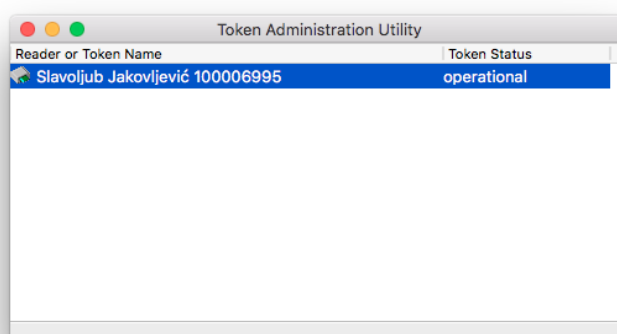 Token Administration Utility
Reader or Token Name Token Status
Slavoljub Jakovljević 100006995 operational